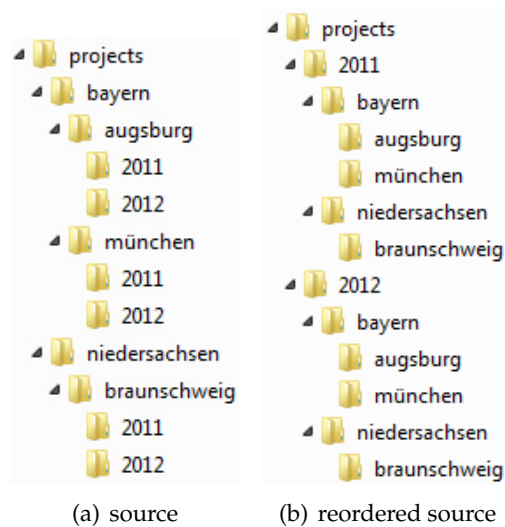 projects
bayern
augsburg
2011
2012
münchen
2011
2012
niedersachsen
braunschweig
2011
2012
(a) source
projects
2011
bayern
augsburg
münchen
niedersachsen
braunschweig
2012
bayern
augsburg
münchen
niedersachsen
braunschweig
(b) reordered source